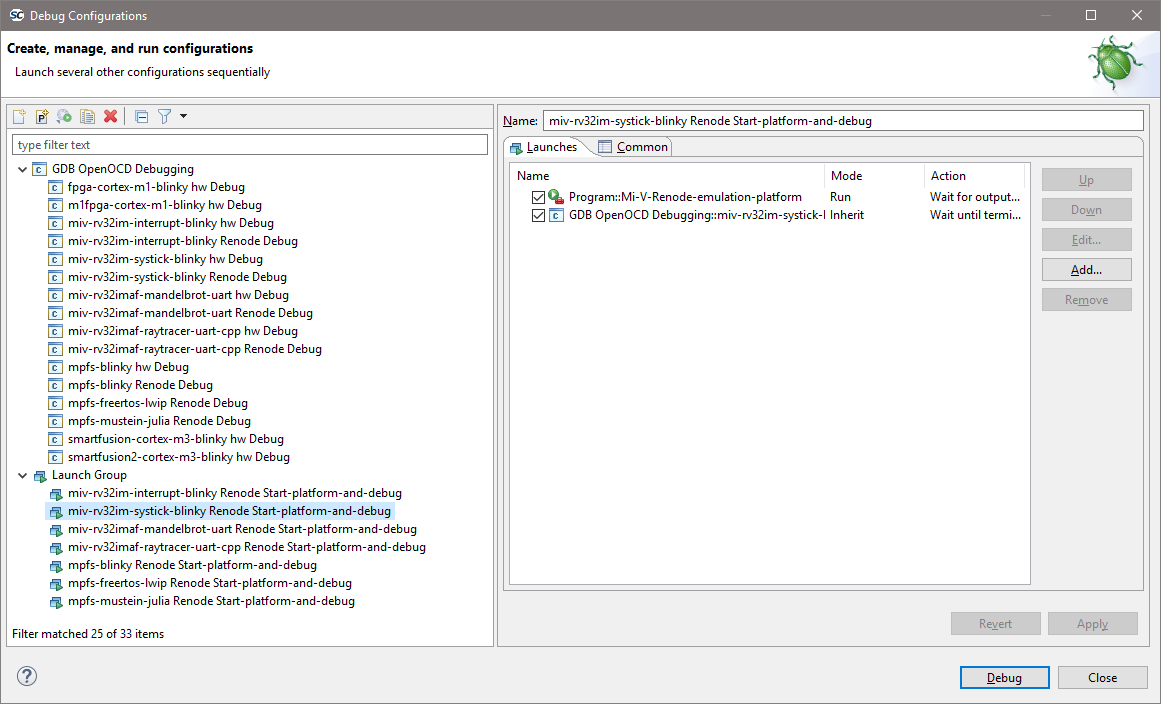 SC Debug Configurations
Create, manage, and run configurations
Launch several other configurations sequentially
type filter text
GDB OpenOCD Debugging
fpga-cortex-m1-blinky hw Debug
m1fpga-cortex-m1-blinky hw Debug
miv-rv32im-interrupt-blinky hw Debug
miv-rv32im-interrupt-blinky Renode Debug
miv-rv32im-systick-blinky hw Debug
miv-rv32im-systick-blinky Renode Debug
miv-rv32imaf-mandelbrot-uart hw Debug
miv-rv32imaf-mandelbrot-uart Renode Debug
miv-rv32imaf-raytracer-uart-cpp hw Debug
miv-rv32imaf-raytracer-uart-cpp Renode Debug
mpfs-blinky hw Debug
mpfs-blinky Renode Debug
mpfs-freertos-lwip Renode Debug
mpfs-mustein-julia Renode Debug
smartfusion-cortex-m3-blinky hw Debug
smartfusion2-cortex-m3-blinky hw Debug
Launch Group
miv-rv32im-interrupt-blinky Renode Start-platform-and-debug
miv-rv32im-systick-blinky Renode Start-platform-and-debug
miv-rv32imaf-mandelbrot-uart Renode Start-platform-and-debug
miv-rv32imaf-raytracer-uart-cpp Renode Start-platform-and-debug
mpfs-blinky Renode Start-platform-and-debug
mpfs-freertos-lwip Renode Start-platform-and-debug
mpfs-mustein-julia Renode Start-platform-and-debug
Filter matched 25 of 33 items
Name: miv-rv32im-systick-blinky Renode Start-platform-and-debug
Launches Common
Name Mode Action
Program::Mi-V-Renode-emulation-platform Run Wait for output...
GDB OpenOCD Debugging::miv-rv32im-systick-l Inherit Wait until termi...
Up
Down
Edit...
Add...
Remove
Revert Apply
? Debug Close